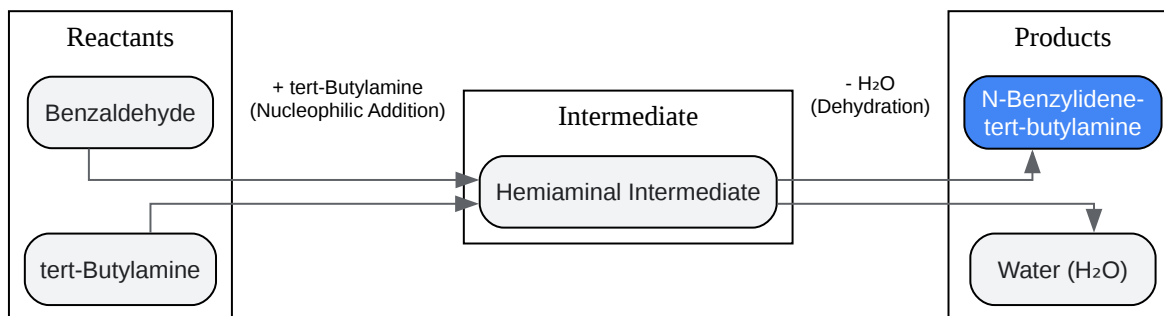 Reactants
Benzaldehyde
tert-Butylamine
+ tert-Butylamine
(Nucleophilic Addition)
Intermediate
Hemiaminal Intermediate
- H₂O
(Dehydration)
Products
N-Benzylidene-
tert-butylamine
Water (H₂O)